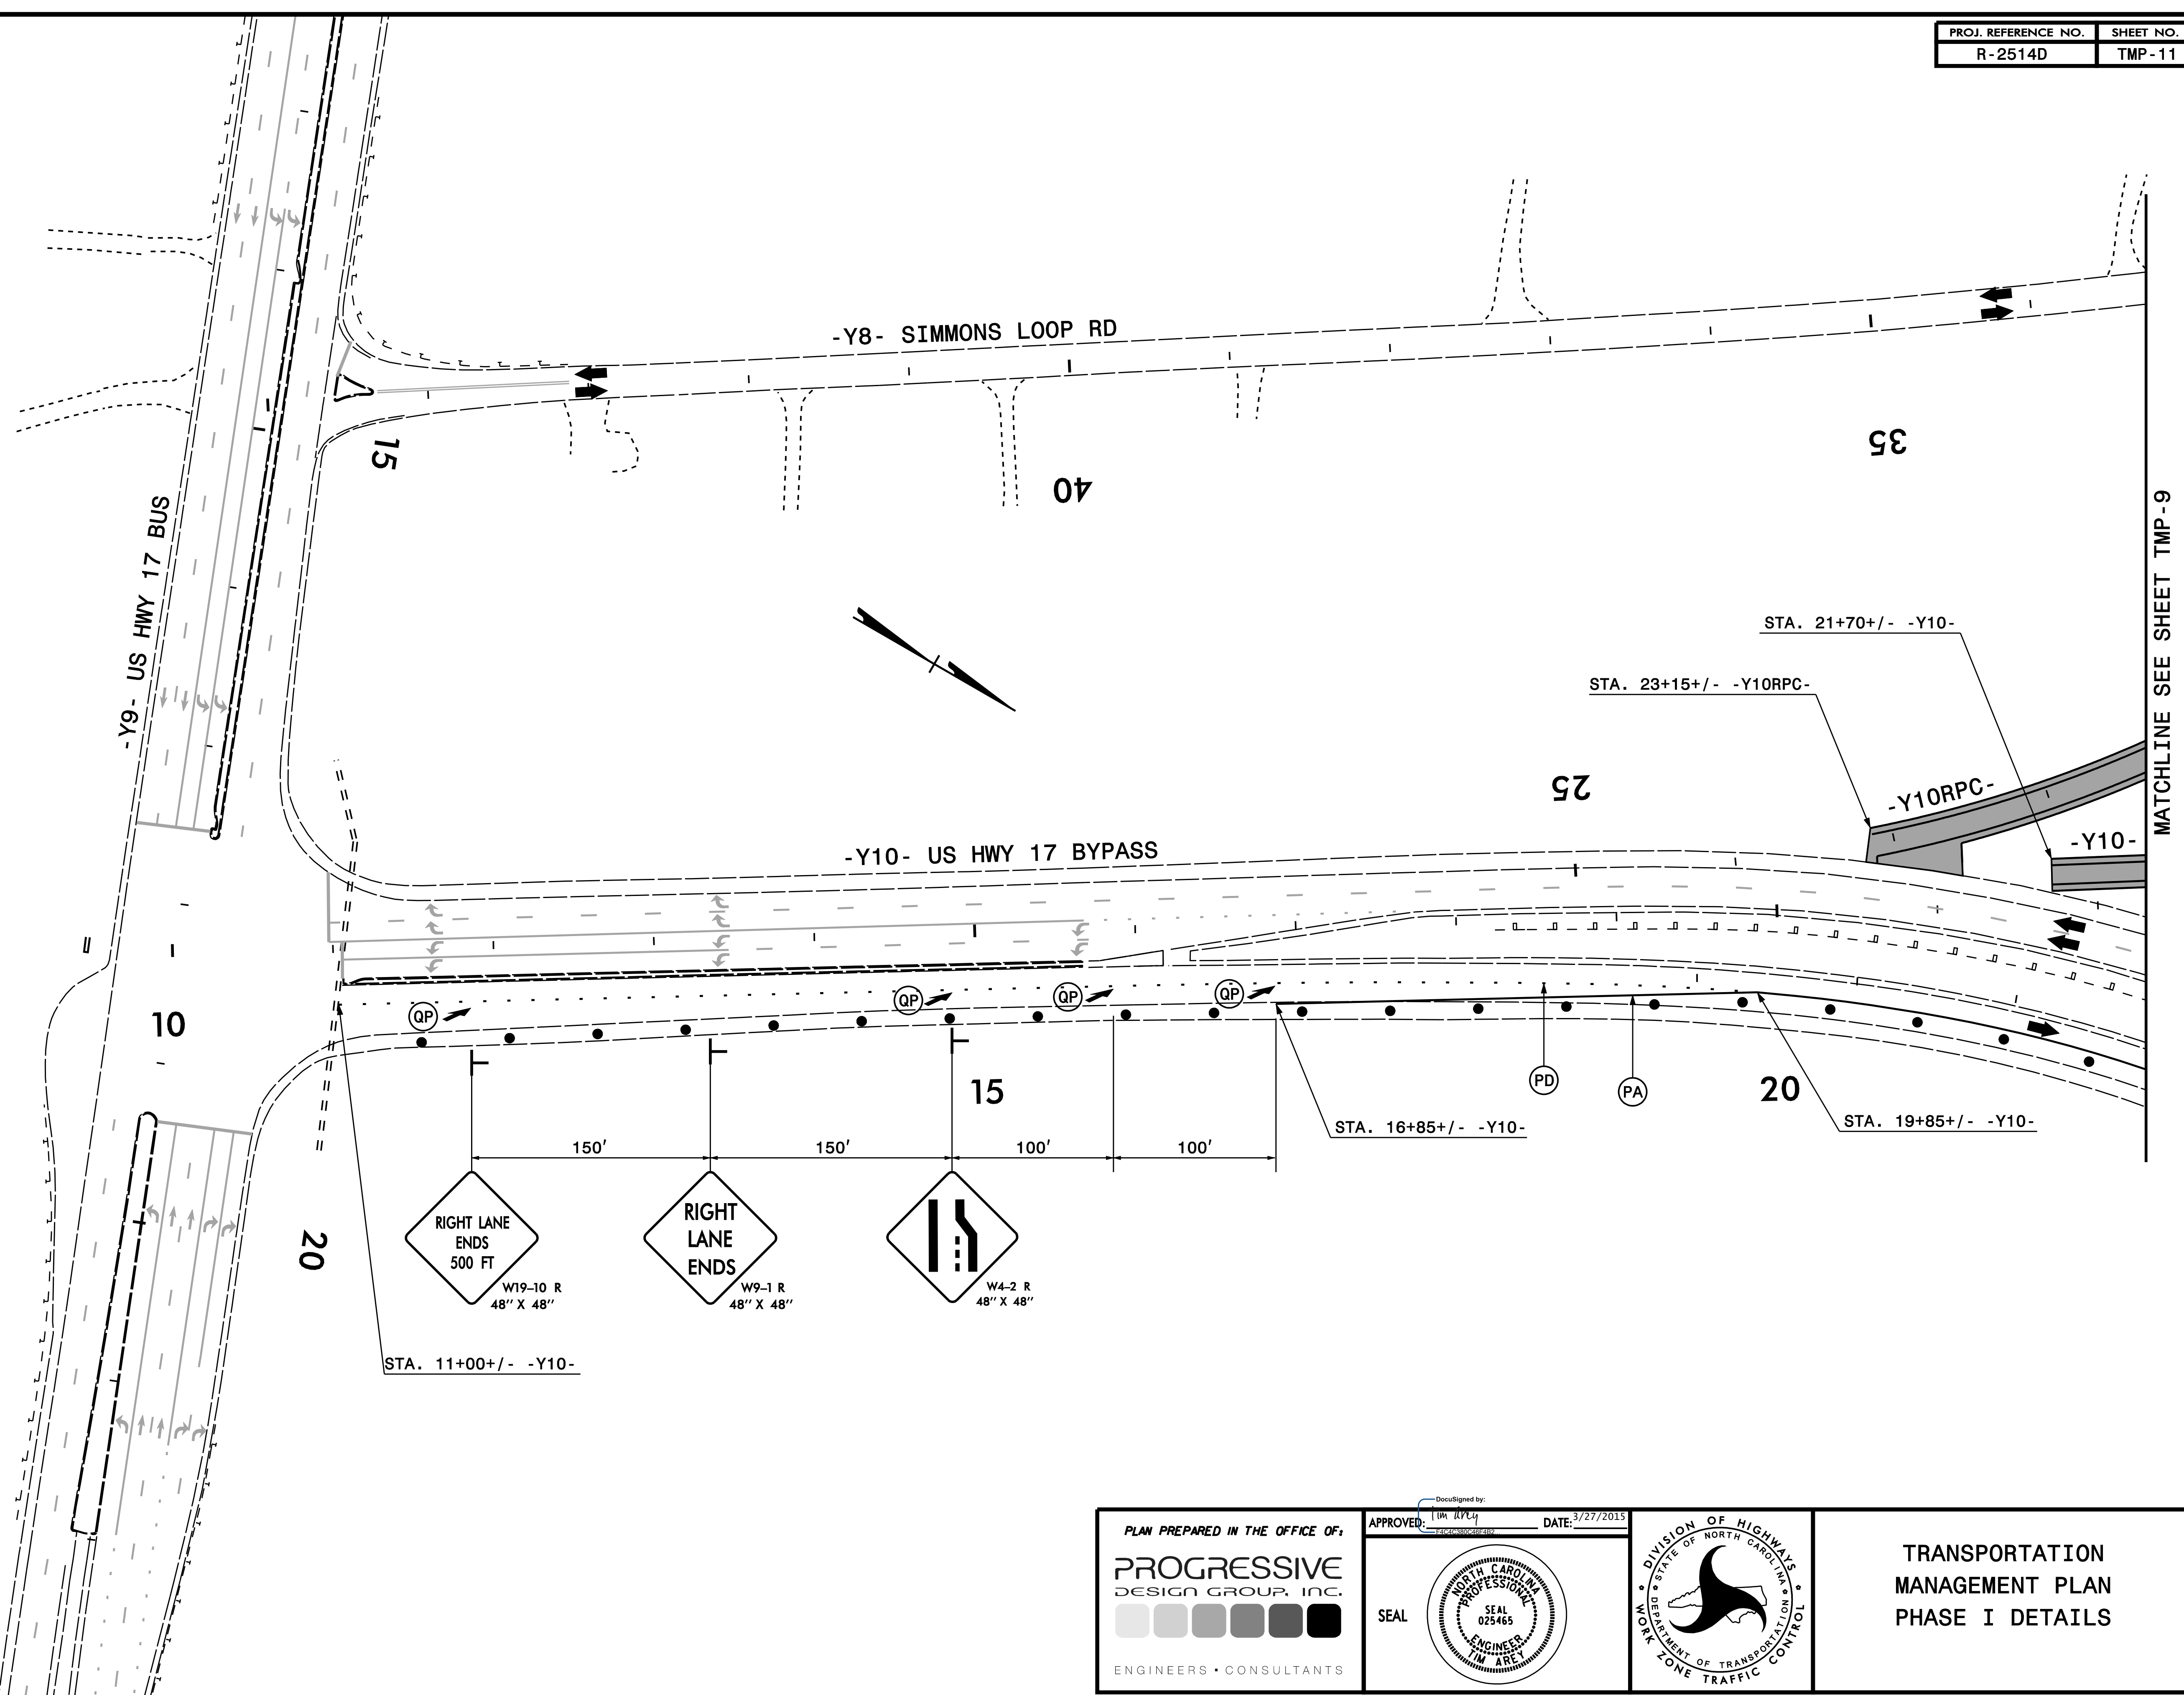 PROJ. REFERENCE NO.
SHEET NO.
R-2514D
TMP-11
-Y8- SIMMONS LOOP RD
15
40
35
-Y9- US HWY 17 BUS
MATCHLINE SEE SHEET TMP-9
STA. 21+70+/- -Y10-
STA. 23+15+/- -Y10RPC-
25
-Y10RPC-
-Y10-
-Y10- US HWY 17 BYPASS
10
QP
QP
QP
QP
PD
PA
15
20
STA. 16+85+/- -Y10-
STA. 19+85+/- -Y10-
150'
150'
100'
100'
20
RIGHT LANE
ENDS
500 FT
W19-10 R
48" X 48"
RIGHT
LANE
ENDS
W9-1 R
48" X 48"
W4-2 R
48" X 48"
STA. 11+00+/- -Y10-
PLAN PREPARED IN THE OFFICE OF:
PROGRESSIVE
DESIGN GROUP, INC.
ENGINEERS • CONSULTANTS
DocuSigned by:
Tim Arey
APPROVED:
DATE: 3/27/2015
F4C4C380C46F4B2...
SEAL
NORTH CAROLINA
PROFESSIONAL
SEAL
025465
ENGINEER
TIM AREY
DIVISION OF HIGHWAYS
STATE OF NORTH CAROLINA
DEPARTMENT OF TRANSPORTATION
WORK ZONE TRAFFIC CONTROL
TRANSPORTATION
MANAGEMENT PLAN
PHASE I DETAILS